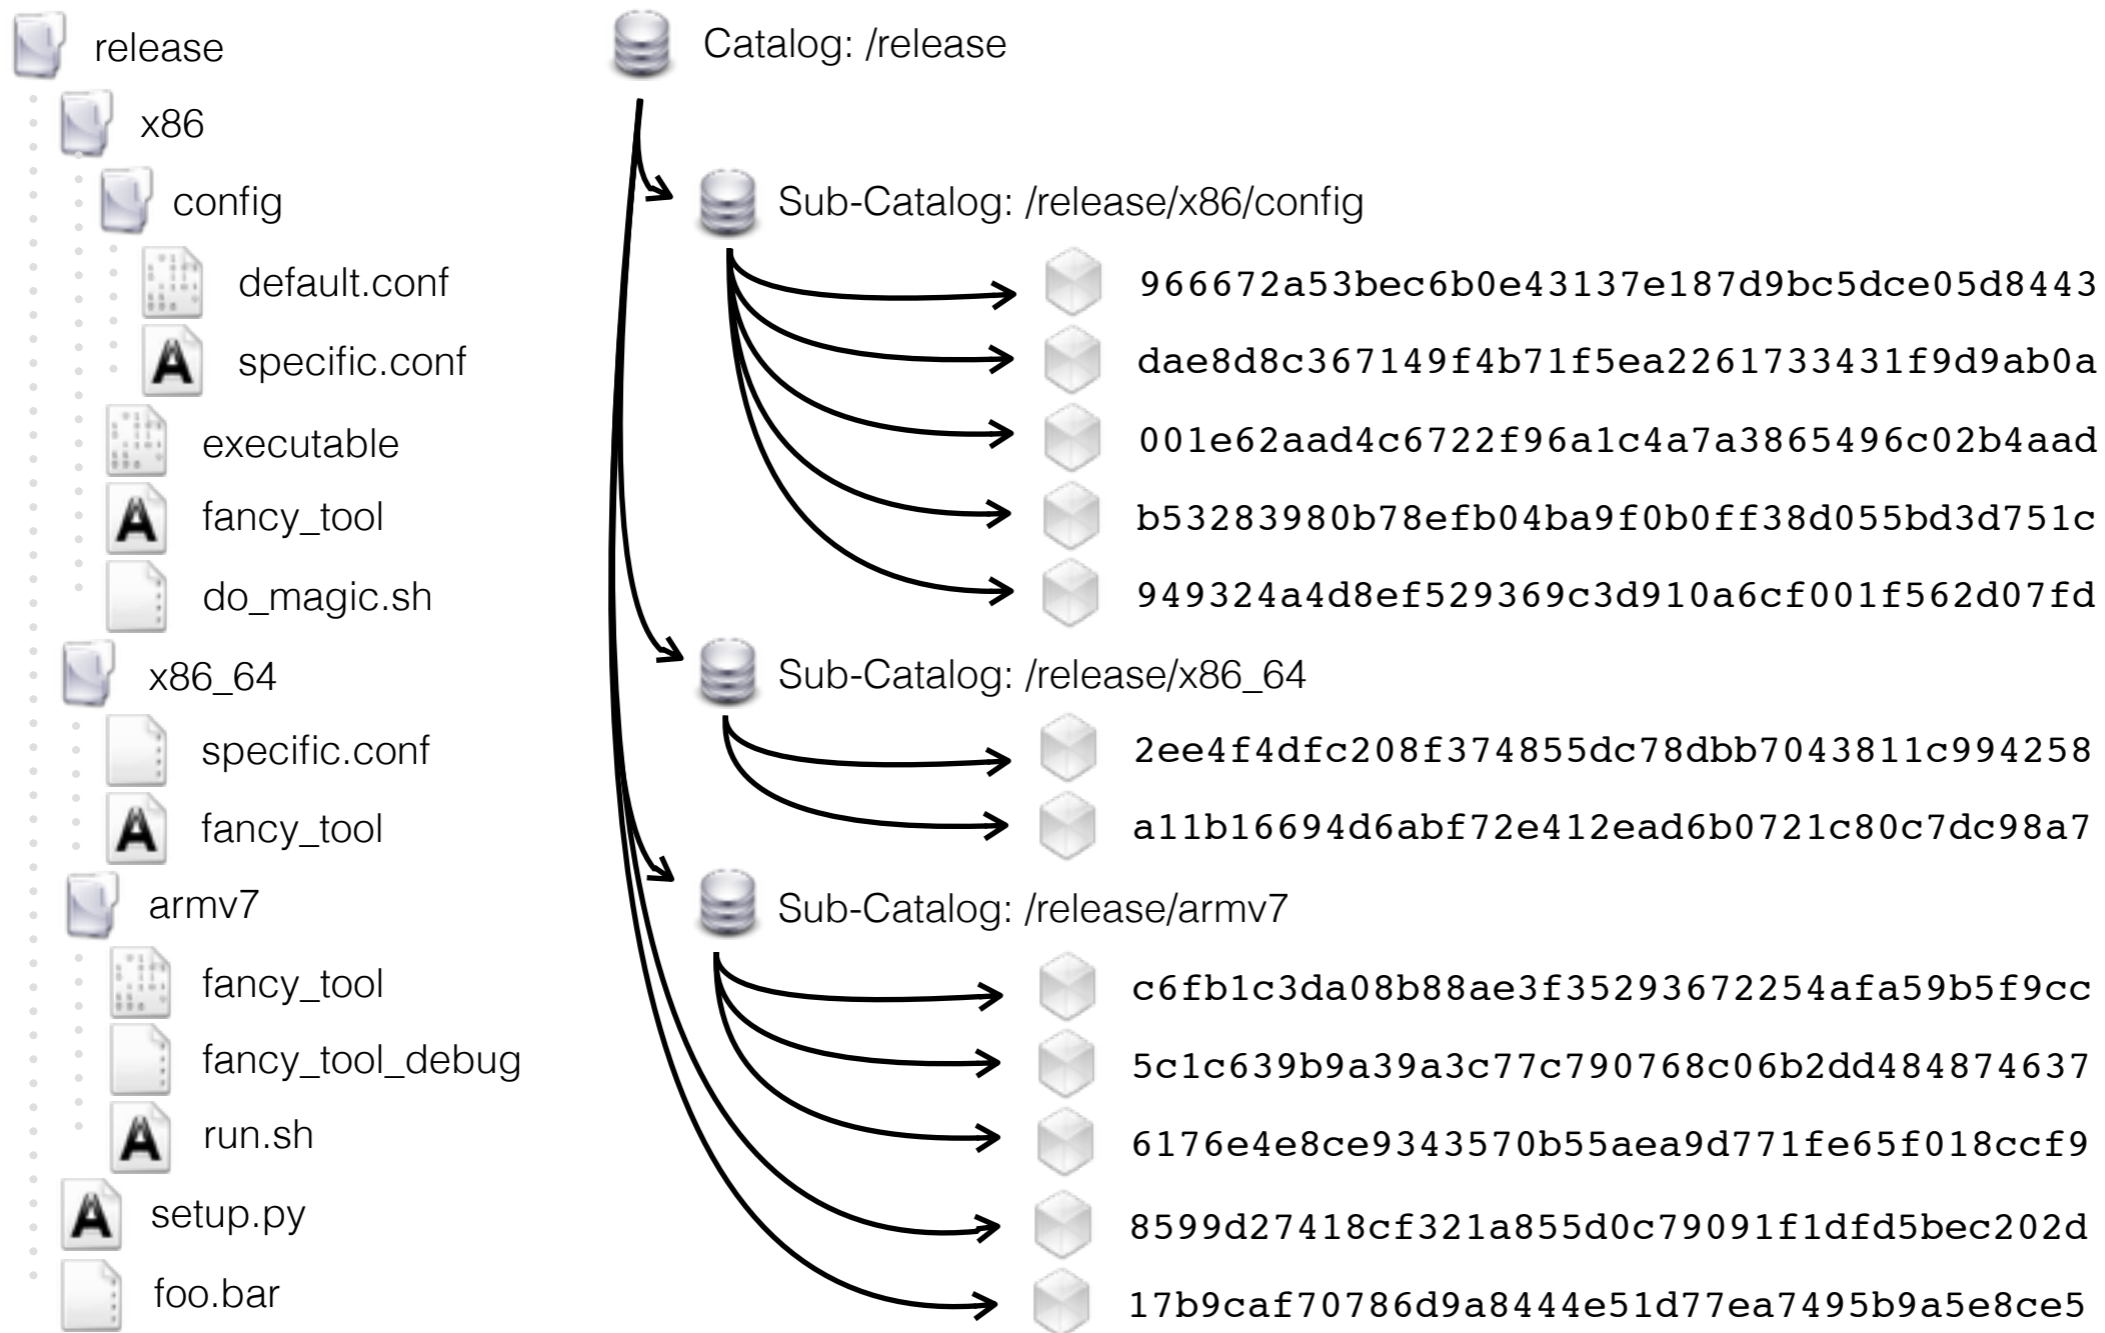 release
x86
config
default.conf
specific.conf
executable
fancy_tool
do_magic.sh
x86_64
specific.conf
fancy_tool
armv7
fancy_tool
fancy_tool_debug
run.sh
setup.py
foo.bar
Catalog: /release
Sub-Catalog: /release/x86/config
966672a53bec6b0e43137e187d9bc5dce05d8443
dae8d8c367149f4b71f5ea2261733431f9d9ab0a
001e62aad4c6722f96a1c4a7a3865496c02b4aad
b53283980b78efb04ba9f0b0ff38d055bd3d751c
949324a4d8ef529369c3d910a6cf001f562d07fd
Sub-Catalog: /release/x86_64
2ee4f4dfc208f374855dc78dbb7043811c994258
a11b16694d6abf72e412ead6b0721c80c7dc98a7
Sub-Catalog: /release/armv7
c6fb1c3da08b88ae3f35293672254afa59b5f9cc
5c1c639b9a39a3c77c790768c06b2dd484874637
6176e4e8ce9343570b55aea9d771fe65f018ccf9
8599d27418cf321a855d0c79091f1dfd5bec202d
17b9caf70786d9a8444e51d77ea7495b9a5e8ce5